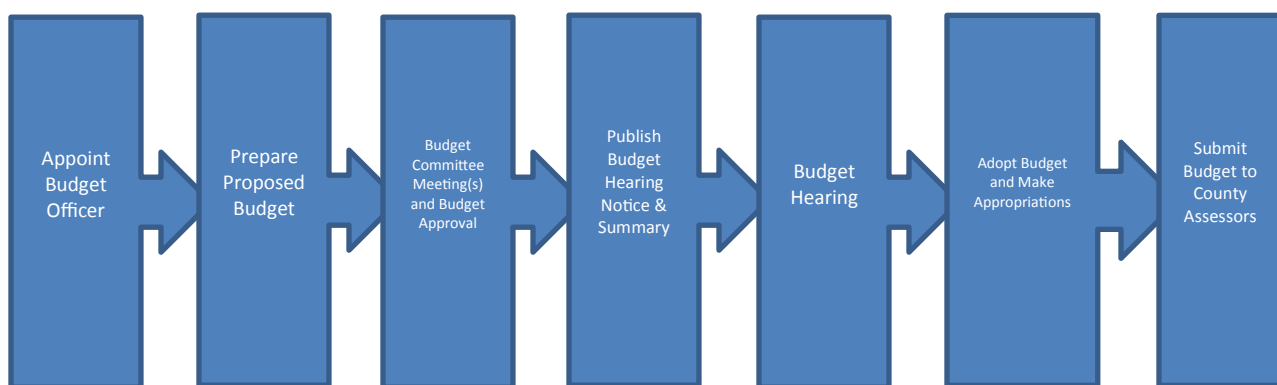 Appoint
Budget
Officer
Prepare
Proposed
Budget
Budget
Committee
Meeting(s)
and Budget
Approval
Publish
Budget
Hearing
Notice &
Summary
Budget
Hearing
Adopt Budget
and Make
Appropriations
Submit
Budget to
County
Assessors